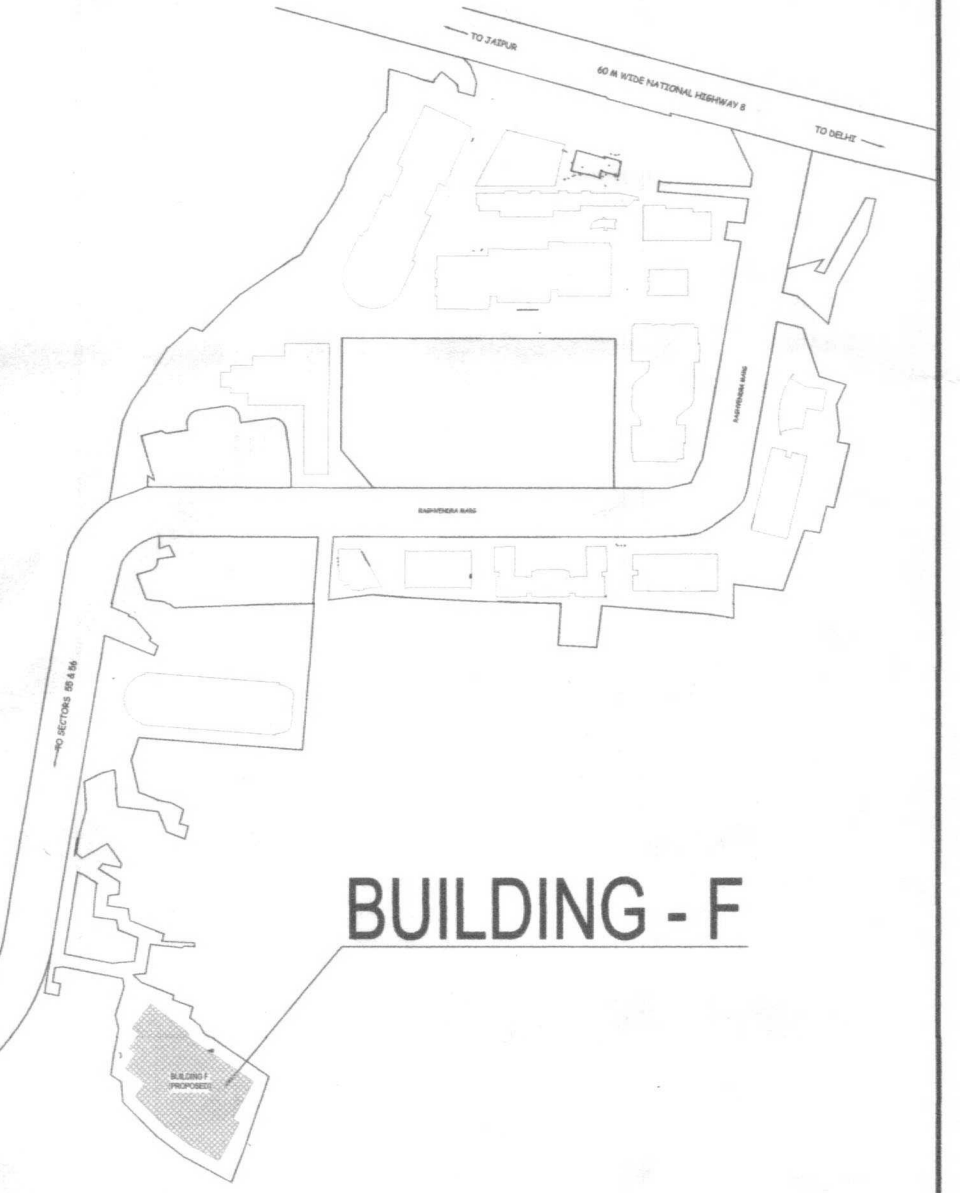 TO JAIPUR
60 M WIDE NATIONAL HIGHWAY 8
TO DELHI
RAGHVENDRA MARG
RAGHVENDRA MARG
TO SECTORS 55 & 56
BUILDING - F
BUILDING F
(PROPOSED)